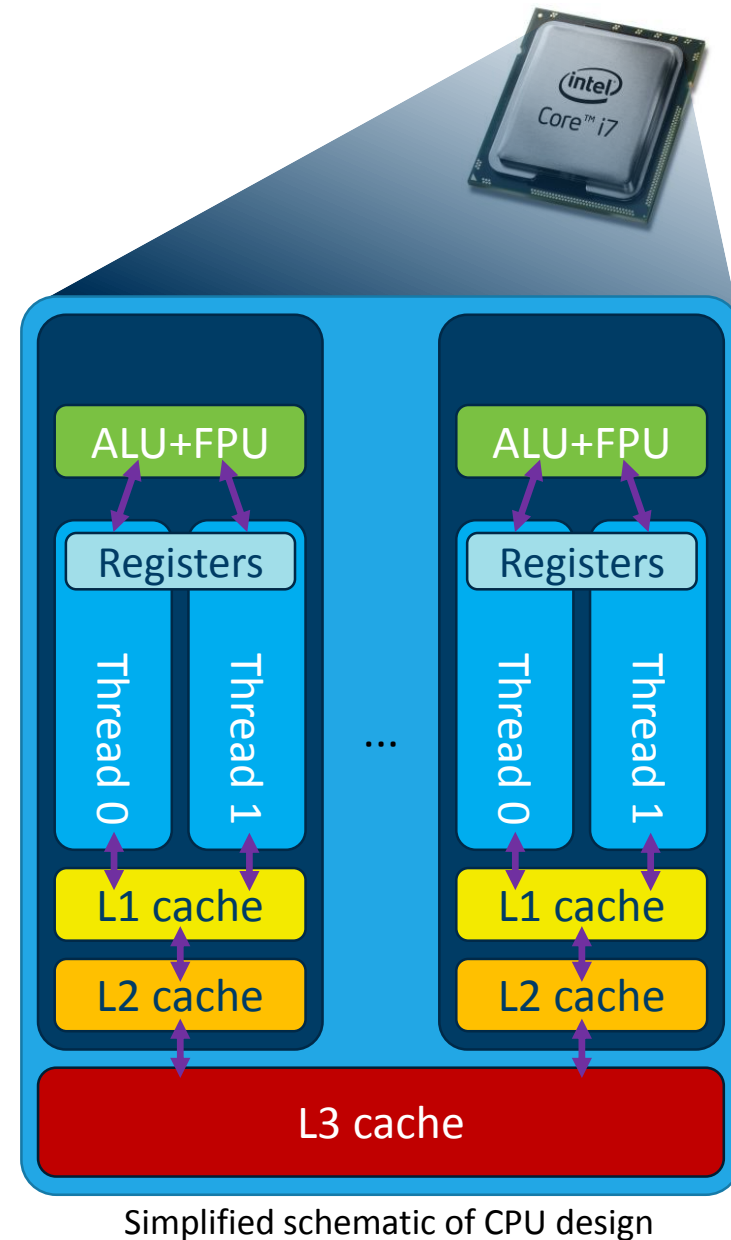 intel
Core™ i7
ALU+FPU
Registers
Thread 0
Thread 1
L1 cache
L2 cache
...
ALU+FPU
Registers
Thread 0
Thread 1
L1 cache
L2 cache
L3 cache
Simplified schematic of CPU design